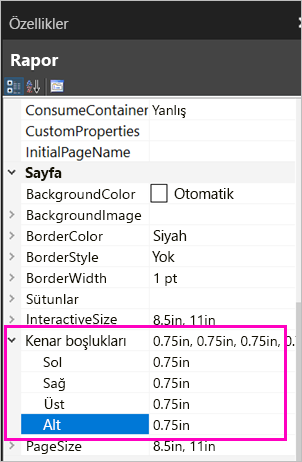 Özellikler
Rapor
ConsumeContainer Yanlış
CustomProperties
InitialPageName
Sayfa
BackgroundColor Otomatik
BackgroundImage
BorderColor Siyah
BorderStyle Yok
BorderWidth 1 pt
Sütunlar
InteractiveSize 8.5in, 11in
Kenar boşlukları 0.75in, 0.75in, 0.75in, 0.7
Sol 0.75in
Sağ 0.75in
Üst 0.75in
Alt 0.75in
PageSize 8.5in, 11in